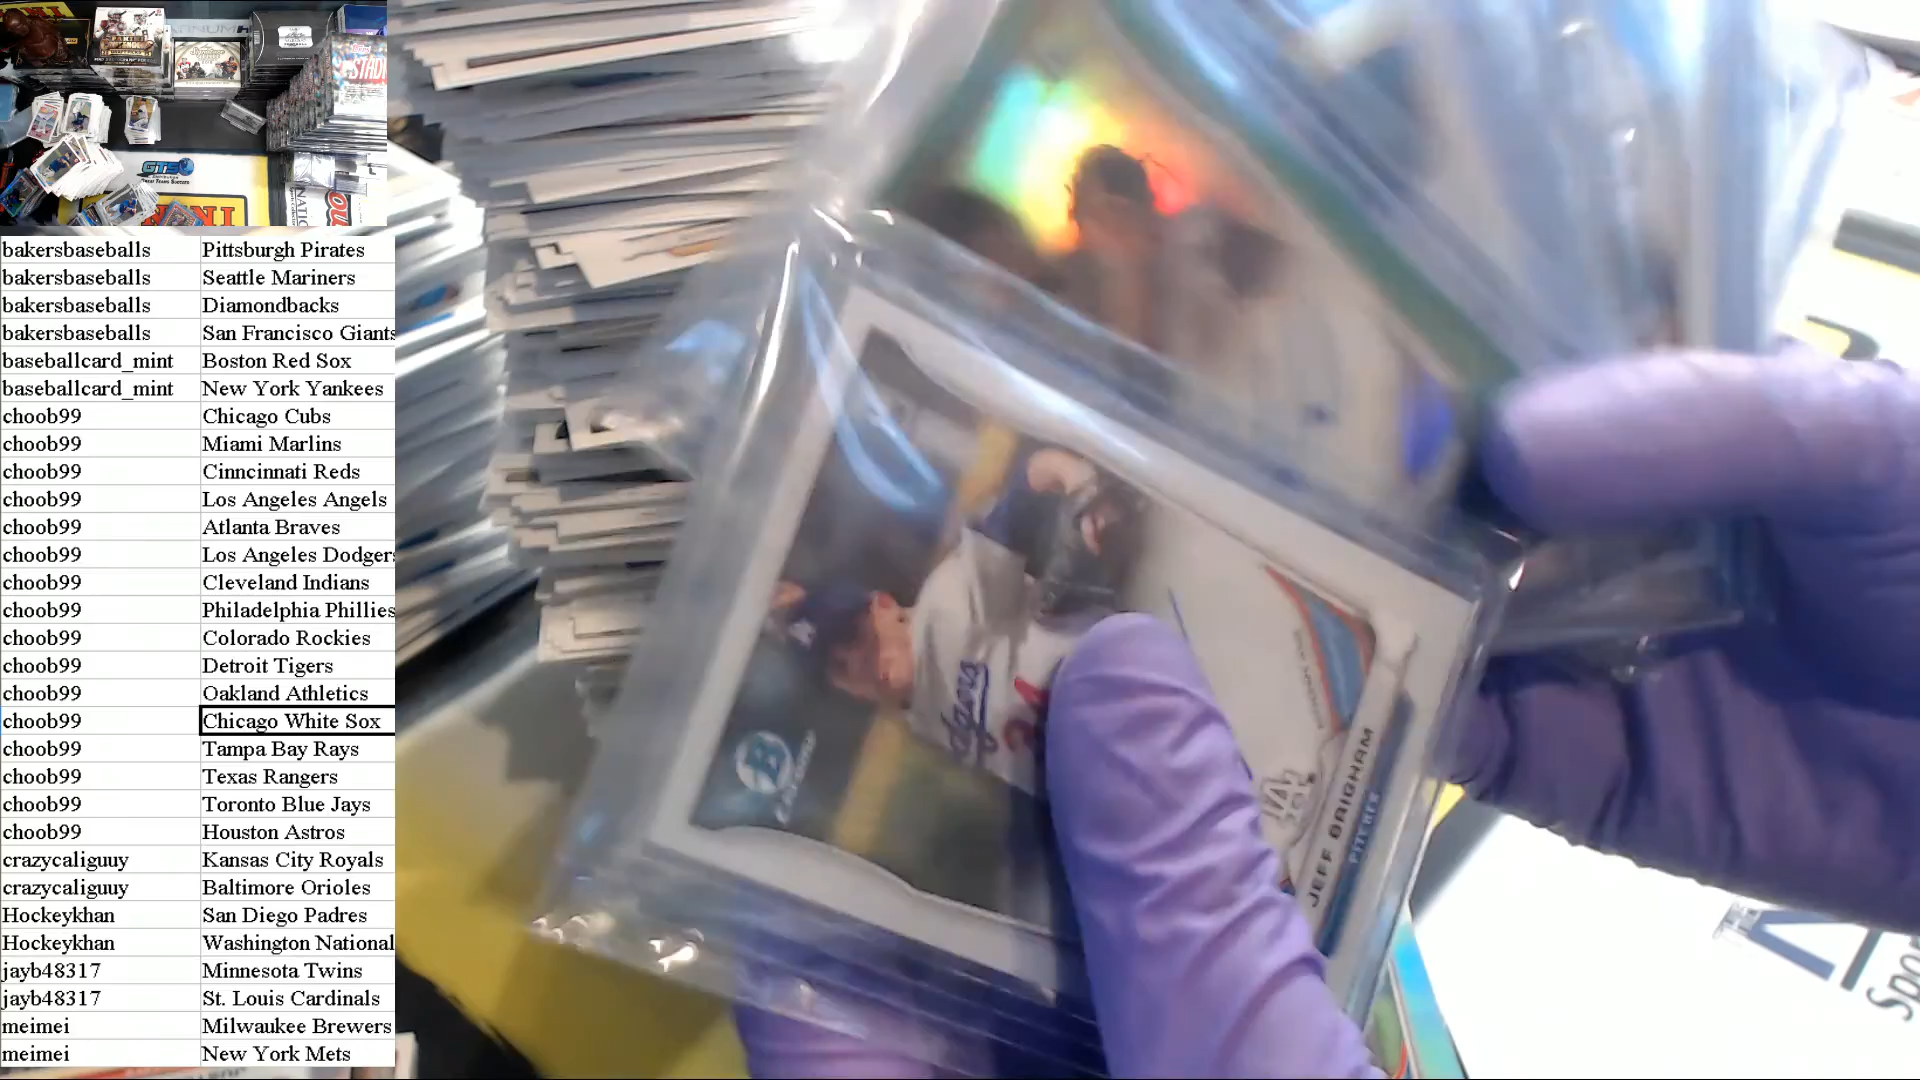 bakersbaseballs Pittsburgh Pirates
bakersbaseballs Seattle Mariners
bakersbaseballs Diamondbacks
bakersbaseballs San Francisco Giants
baseballcard_mint Boston Red Sox
baseballcard_mint New York Yankees
choob99 Chicago Cubs
choob99 Miami Marlins
choob99 Cinncinnati Reds
choob99 Los Angeles Angels
choob99 Atlanta Braves
choob99 Los Angeles Dodgers
choob99 Cleveland Indians
choob99 Philadelphia Phillies
choob99 Colorado Rockies
choob99 Detroit Tigers
choob99 Oakland Athletics
choob99 Chicago White Sox
choob99 Tampa Bay Rays
choob99 Texas Rangers
choob99 Toronto Blue Jays
choob99 Houston Astros
crazycaliguuy Kansas City Royals
crazycaliguuy Baltimore Orioles
Hockeykhan San Diego Padres
Hockeykhan Washington National
jayb48317 Minnesota Twins
jayb48317 St. Louis Cardinals
meimei Milwaukee Brewers
meimei New York Mets
GTS
JEFF BRIGHAM
PITCHER
B
LA